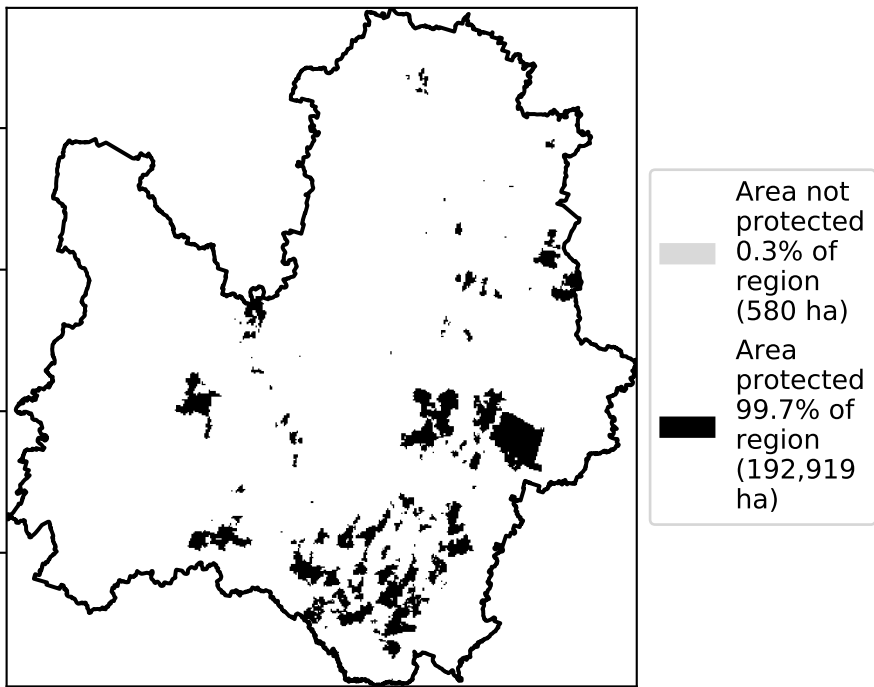 Area not
protected
0.3% of
region
(580 ha)
Area
protected
99.7% of
region
(192,919
ha)